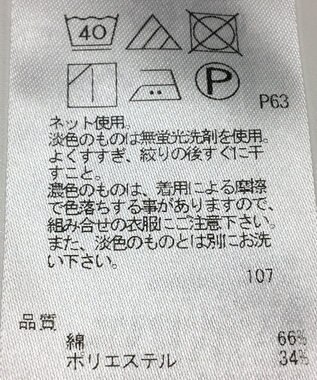 40
P
P63
ネット使用。
淡色のものは無蛍光洗剤を使用。
よくすすぎ、絞りの後すぐに干
すこと。
濃色のものは、着用による摩擦
で色落ちする事がありますので、
組み合せの衣服にご注意下さい。
また、淡色のものとは別にお洗
い下さい。
107
品質
綿 66%
ポリエステル 34%